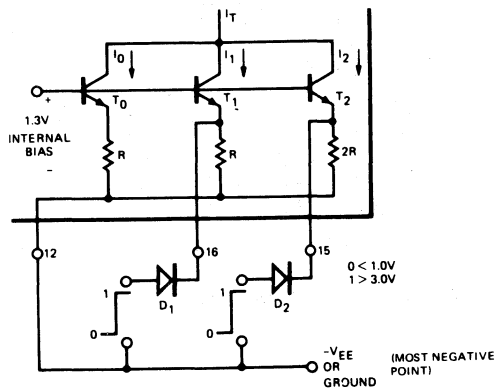 I_T
I_0
I_1
I_2
+
T_0
T_1
T_2
1.3V
INTERNAL
BIAS
−
R
R
2R
12
16
15
0 < 1.0V
1 > 3.0V
1
D_1
0
1
D_2
0
−V_EE
OR
GROUND
(MOST NEGATIVE
POINT)